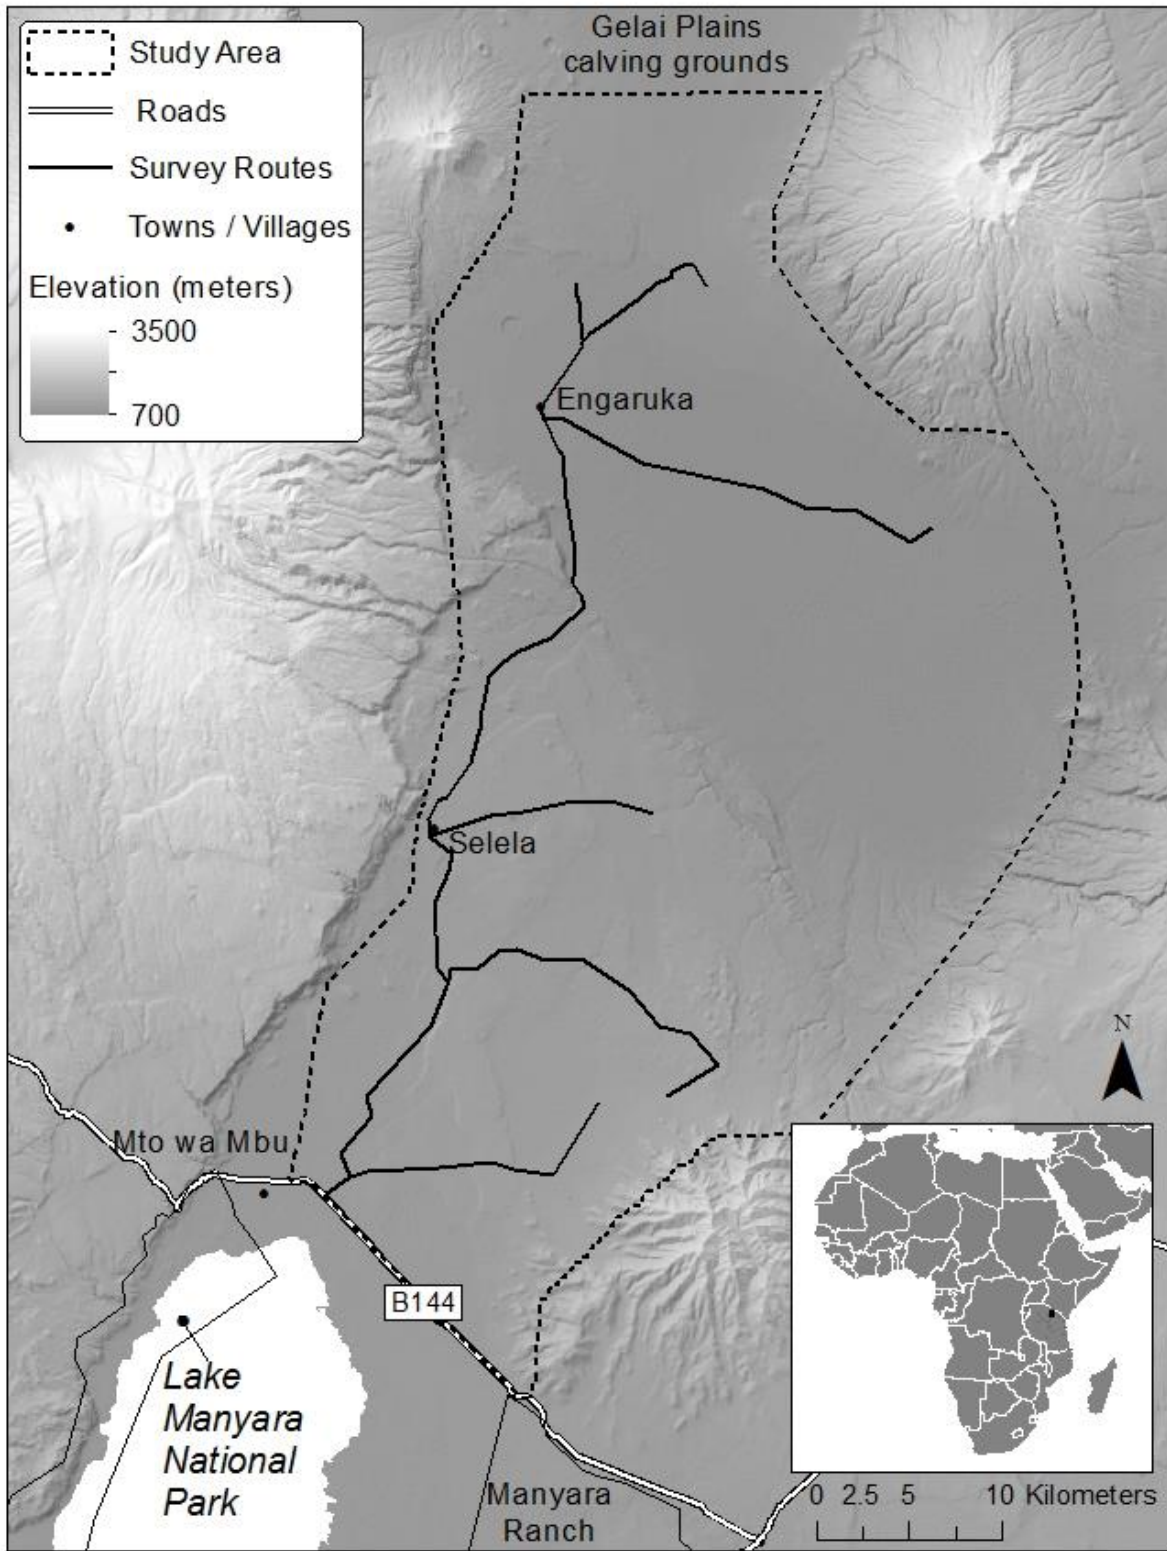 Gelai Plains
calving grounds
Study Area
Roads
Survey Routes
Towns / Villages
Elevation (meters)
3500
700
Engaruka
Selela
N
Mto wa Mbu
B144
Lake
Manyara
National
Park
Manyara
Ranch
0 2.5 5 10 Kilometers